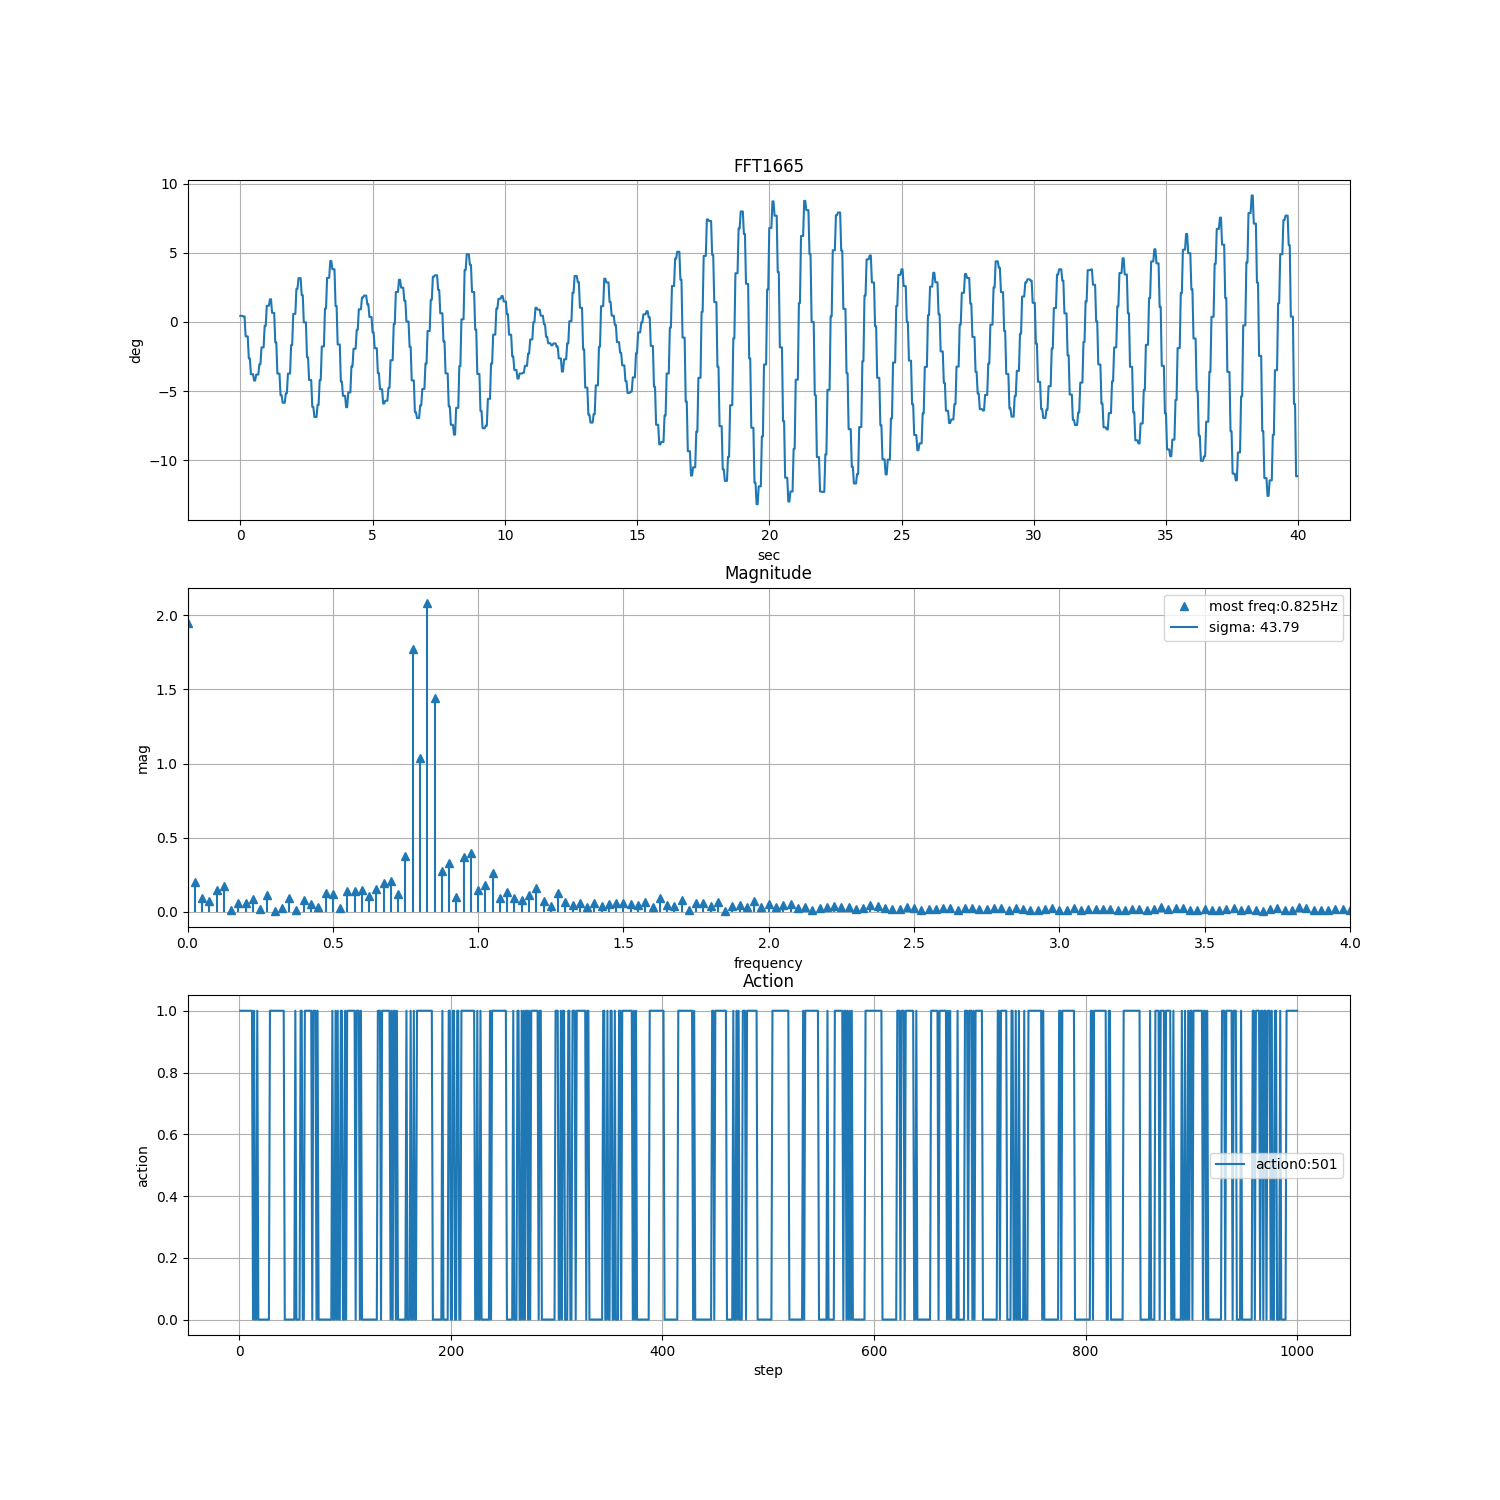 FFT1665
10
5
0
−5
−10
deg
0 5 10 15 20 25 30 35 40
sec
Magnitude
2.0
1.5
1.0
0.5
0.0
mag
most freq:0.825Hz
sigma: 43.79
0.0 0.5 1.0 1.5 2.0 2.5 3.0 3.5 4.0
frequency
Action
1.0
0.8
0.6
0.4
0.2
0.0
action
action0:501
0 200 400 600 800 1000
step